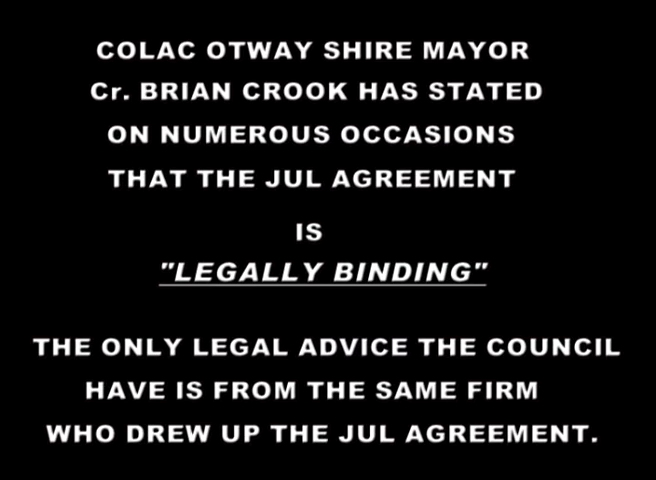 COLAC OTWAY SHIRE MAYOR
Cr. BRIAN CROOK HAS STATED
ON NUMEROUS OCCASIONS
THAT THE JUL AGREEMENT
IS
"LEGALLY BINDING"
THE ONLY LEGAL ADVICE THE COUNCIL
HAVE IS FROM THE SAME FIRM
WHO DREW UP THE JUL AGREEMENT.